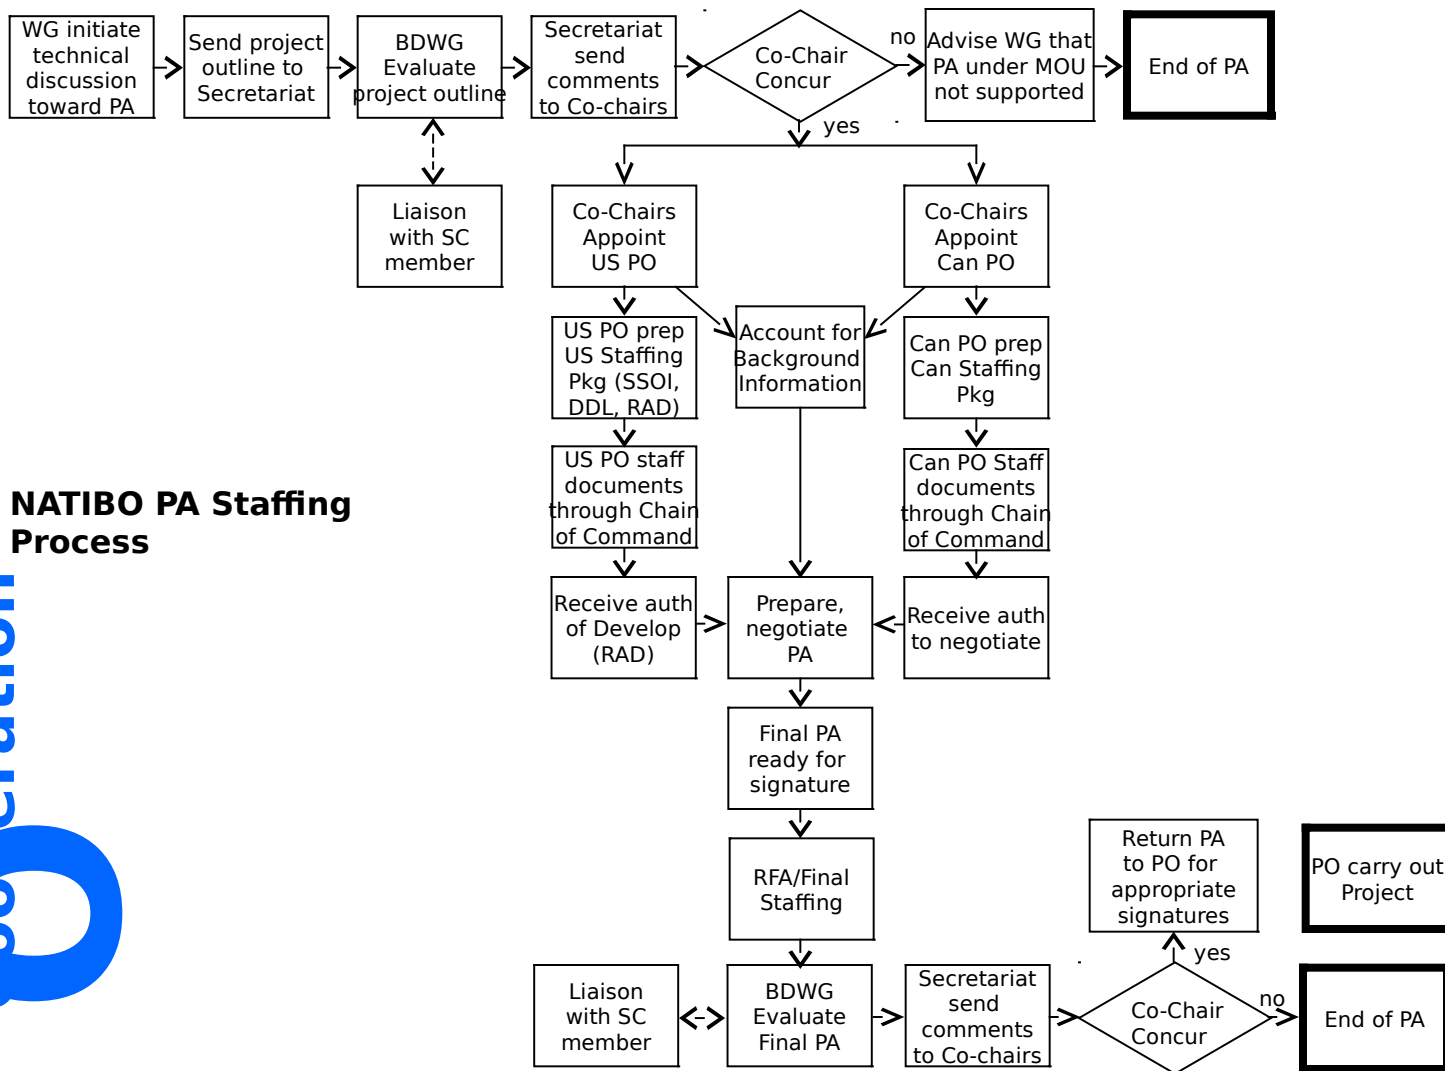 WG initiate
technical
discussion
toward PA
Send project
outline to
Secretariat
BDWG
Evaluate
project outline
Secretariat
send
comments
to Co-chairs
Co-Chair
Concur
no
Advise WG that
PA under MOU
not supported
End of PA
yes
Liaison
with SC
member
Co-Chairs
Appoint
US PO
Co-Chairs
Appoint
Can PO
US PO prep
US Staffing
Pkg (SSOI,
DDL, RAD)
Account for
Background
Information
Can PO prep
Can Staffing
Pkg
US PO staff
documents
through Chain
of Command
Can PO Staff
documents
through Chain
of Command
NATIBO PA Staffing
Process
Receive auth
of Develop
(RAD)
Prepare,
negotiate
PA
Receive auth
to negotiate
Final PA
ready for
signature
RFA/Final
Staffing
Return PA
to PO for
appropriate
signatures
PO carry out
Project
yes
Liaison
with SC
member
BDWG
Evaluate
Final PA
Secretariat
send
comments
to Co-chairs
Co-Chair
Concur
no
End of PA